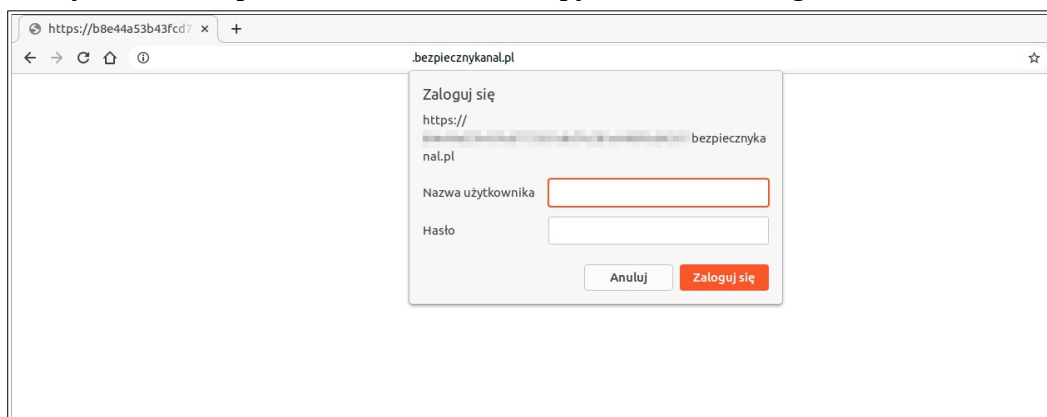 https://b8e44a53b43fcd7 × +
.bezpiecznykanal.pl
Zaloguj się
https://
bezpiecznyka
nal.pl
Nazwa użytkownika
Hasło
Anuluj Zaloguj się